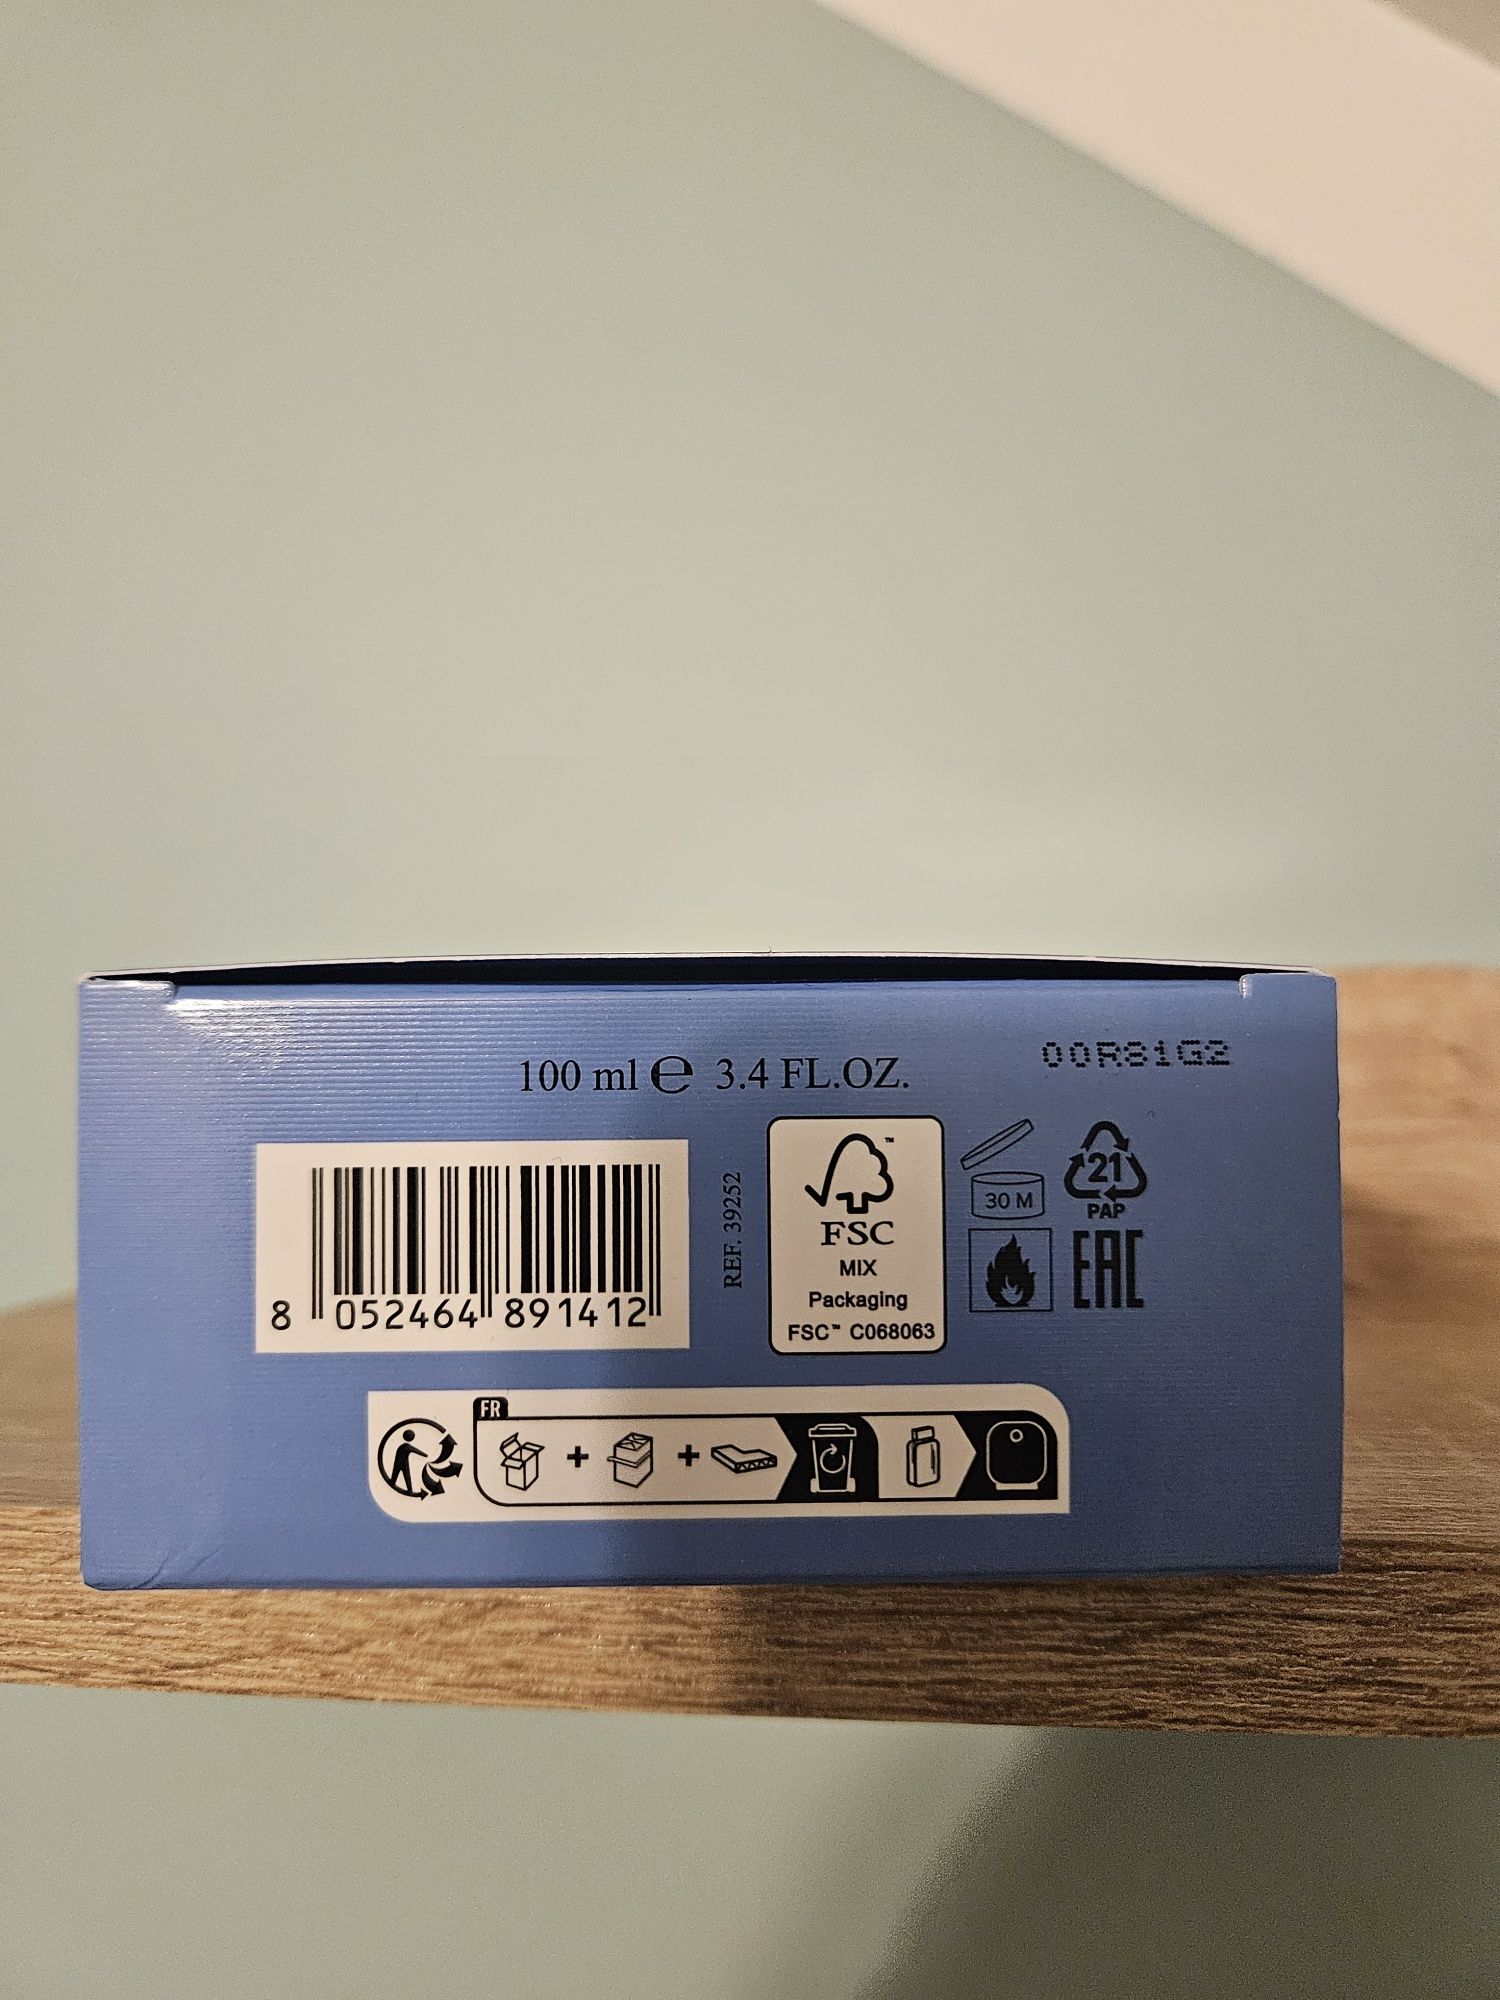 100 ml ℮ 3.4 FL.OZ.
00R81G2
8 052464 891412
REF. 39252
FSC™
MIX
Packaging
FSC™ C068063
30 M
21
PAP
EAC
FR